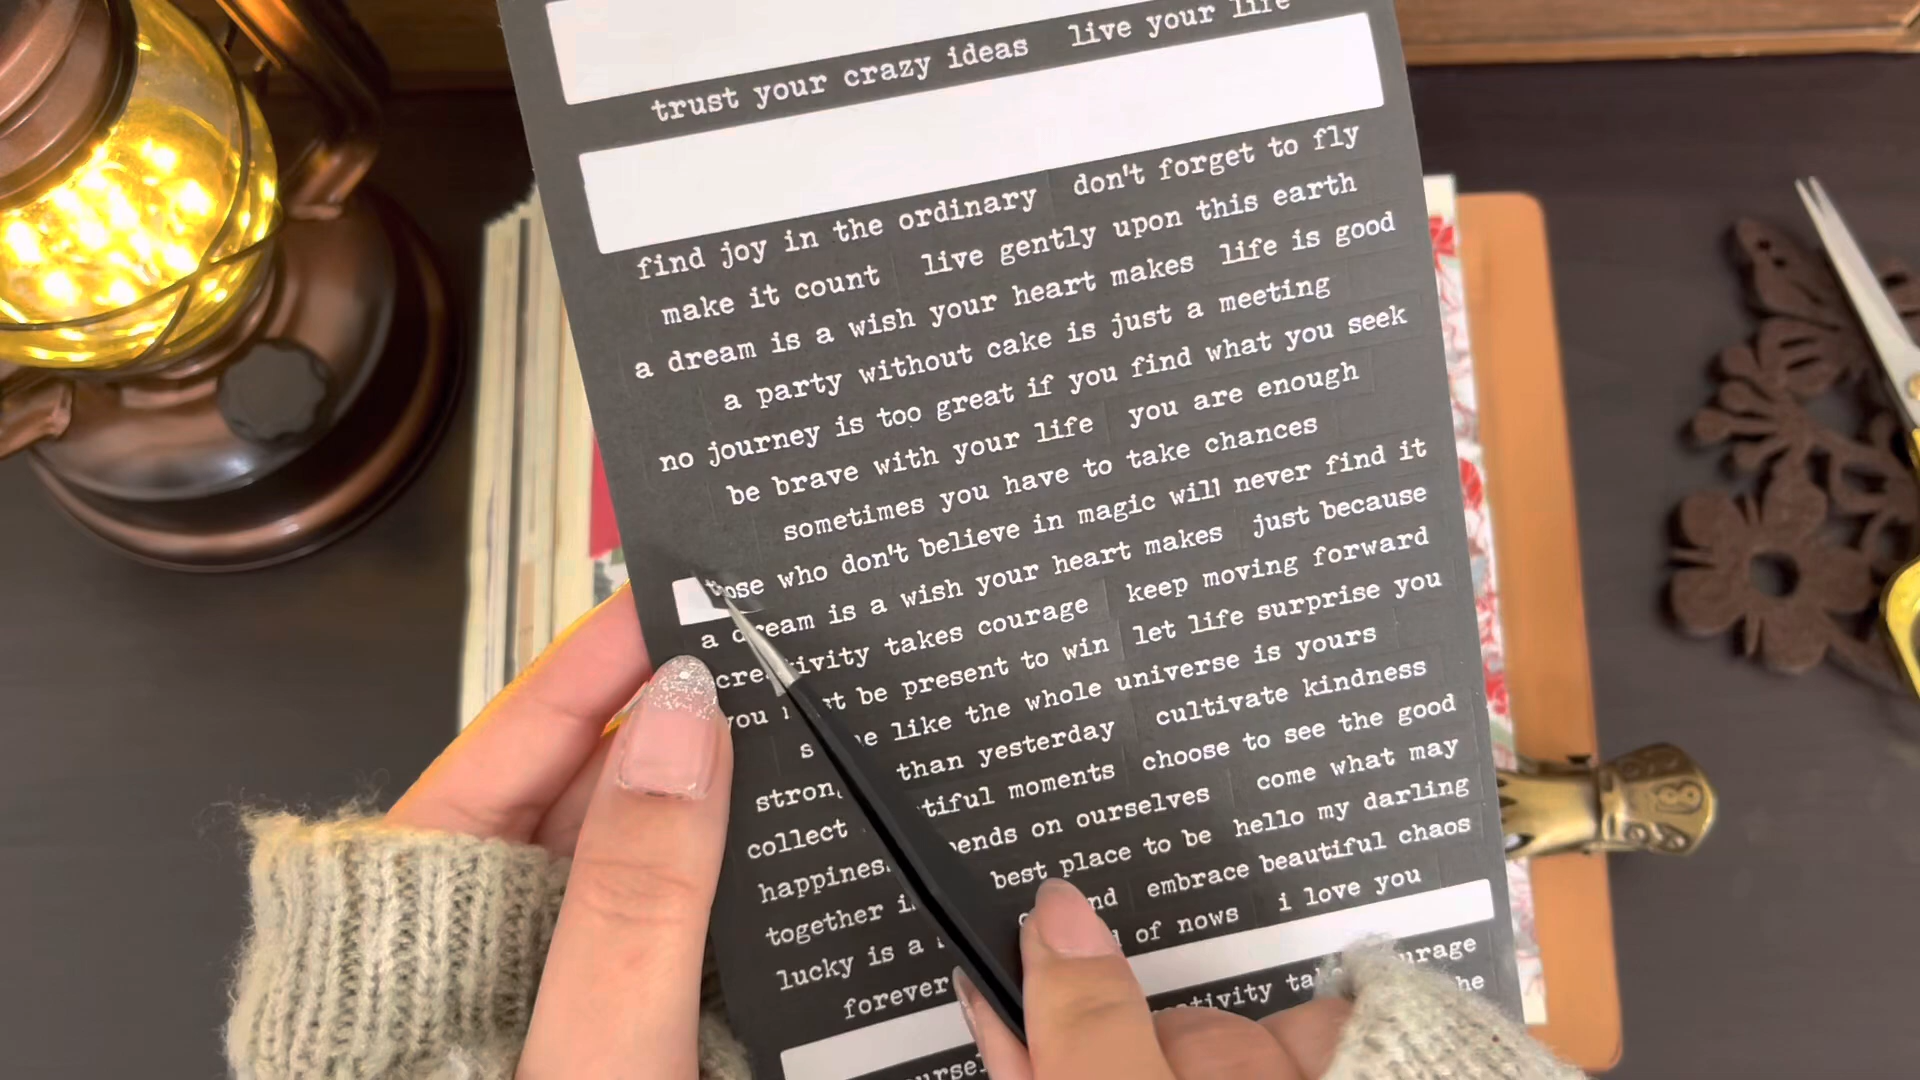 trust your crazy ideas live your life
find joy in the ordinary don't forget to fly
make it count live gently upon this earth
a dream is a wish your heart makes life is good
a party without cake is just a meeting
no journey is too great if you find what you seek
be brave with your life you are enough
sometimes you have to take chances
who don't believe in magic will never find it
a dream is a wish your heart makes just because
creativity takes courage keep moving forward
you be present to win let life surprise you
like the whole universe is yours
than yesterday cultivate kindness
collect moments choose to see the good
on ourselves come what may
together best place to be hello my darling
lucky is a embrace beautiful chaos
forever of nows i love you